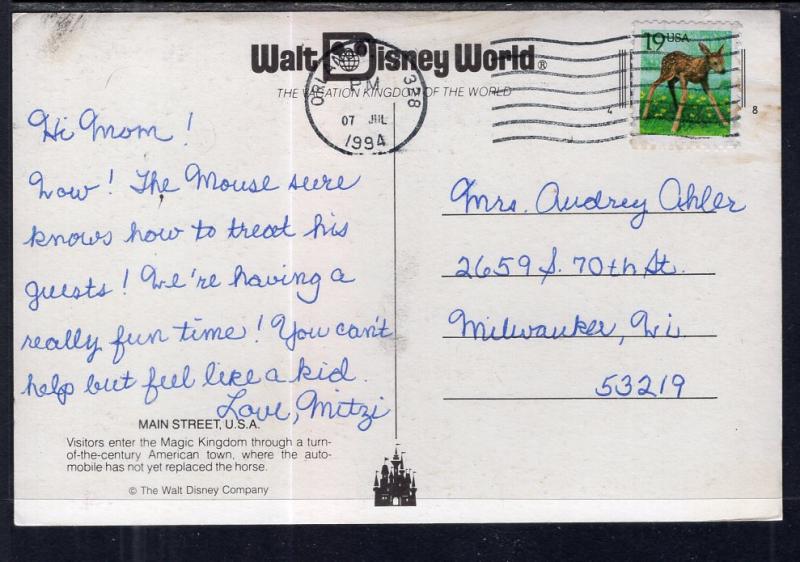 Walt Disney World®
THE VACATION KINGDOM OF THE WORLD
19 USA
ORLANDO 328
PM
07 JUL
1994
4 8
Hi Mom!
Wow! The Mouse sure
knows how to treat his
guests! We're having a
really fun time! You can't
help but feel like a kid.
Love, Mitzi
Mrs. Audrey Ahler
2659 S. 70th St.
Milwaukee, Wi
53219
MAIN STREET, U.S.A.
Visitors enter the Magic Kingdom through a turn-
of-the-century American town, where the auto-
mobile has not yet replaced the horse.
© The Walt Disney Company